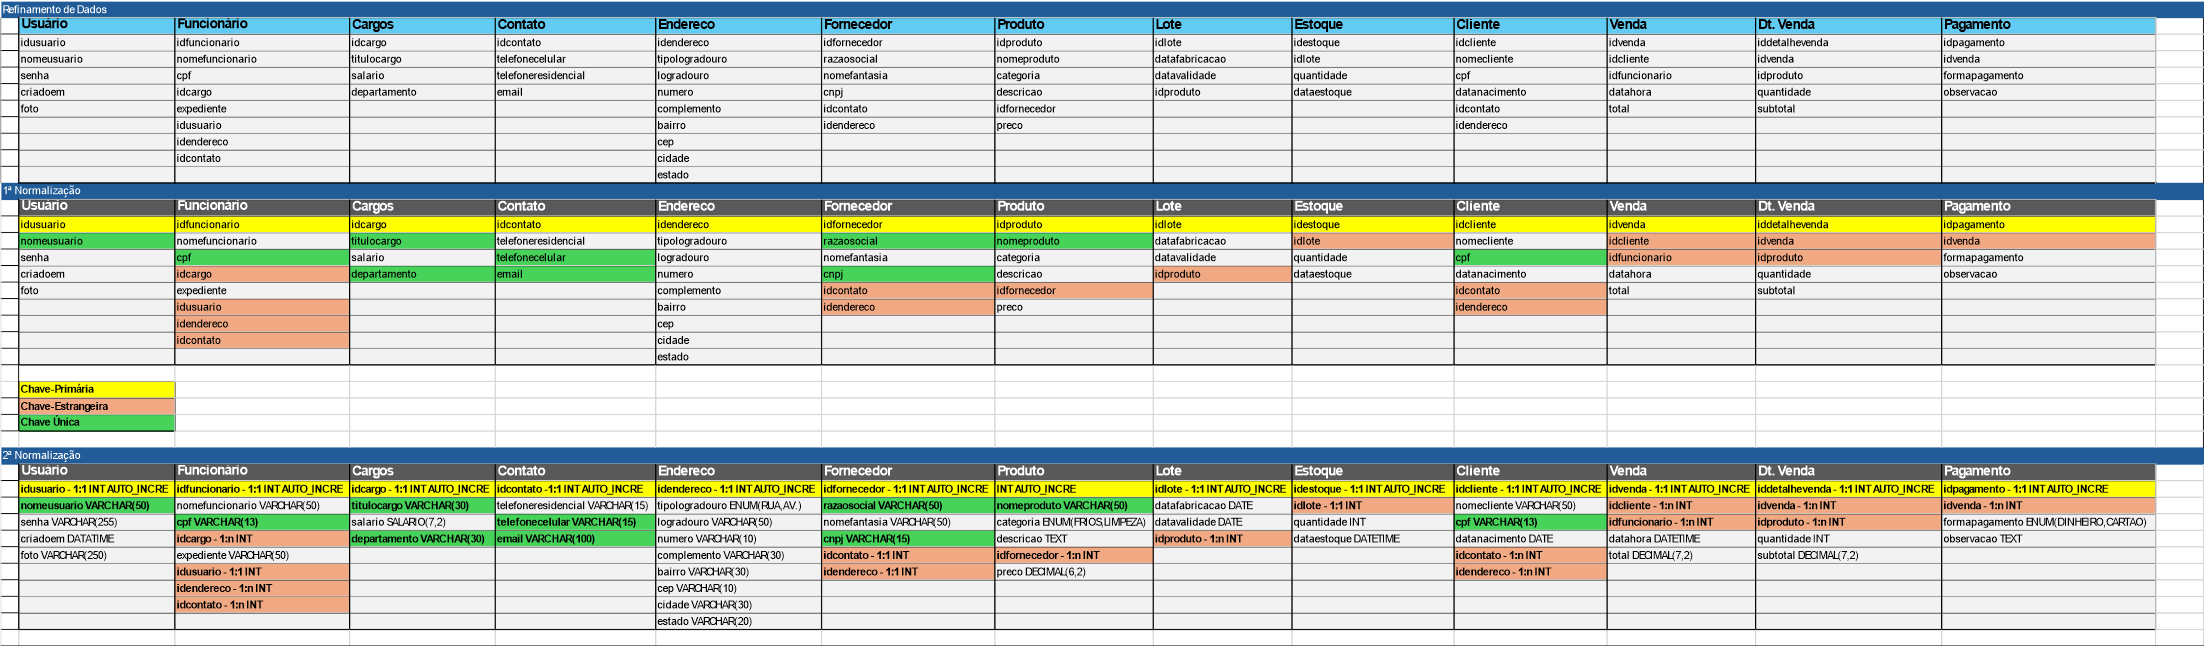 Refinamento de Dados
Usuário Funcionário Cargos Contato Endereco Fornecedor Produto Lote Estoque Cliente Venda Dt. Venda Pagamento
idusuario idfuncionario idcargo idcontato idendereco idfornecedor idproduto idlote idestoque idcliente idvenda iddetalhevenda idpagamento
nomeusuario nomefuncionario titulocargo telefonecelular tipologradouro razaosocial nomeproduto datafabricacao idlote nomecliente idcliente idvenda idvenda
senha cpf salario telefoneresidencial logradouro nomefantasia categoria datavalidade quantidade cpf idfuncionario idproduto formapagamento
criadoem idcargo departamento email numero cnpj descricao idproduto dataestoque datanacimento datahora quantidade observacao
foto expediente complemento idcontato idfornecedor idcontato total subtotal
idusuario bairro idendereco preco idendereco
idendereco cep
idcontato cidade
estado
1ª Normalização
Usuário Funcionário Cargos Contato Endereco Fornecedor Produto Lote Estoque Cliente Venda Dt. Venda Pagamento
idusuario idfuncionario idcargo idcontato idendereco idfornecedor idproduto idlote idestoque idcliente idvenda iddetalhevenda idpagamento
nomeusuario nomefuncionario titulocargo telefoneresidencial tipologradouro razaosocial nomeproduto datafabricacao idlote nomecliente idcliente idvenda idvenda
senha cpf salario telefonecelular logradouro nomefantasia categoria datavalidade quantidade cpf idfuncionario idproduto formapagamento
criadoem idcargo departamento email numero cnpj descricao idproduto dataestoque datanacimento datahora quantidade observacao
foto expediente complemento idcontato idfornecedor idcontato total subtotal
idusuario bairro idendereco preco idendereco
idendereco cep
idcontato cidade
estado
Chave-Primária
Chave-Estrangeira
Chave Única
2ª Normalização
Usuário Funcionário Cargos Contato Endereco Fornecedor Produto Lote Estoque Cliente Venda Dt. Venda Pagamento
idusuario - 1:1 INT AUTO_INCRE idfuncionario - 1:1 INT AUTO_INCRE idcargo - 1:1 INT AUTO_INCRE idcontato -1:1 INT AUTO_INCRE idendereco - 1:1 INT AUTO_INCRE idfornecedor - 1:1 INT AUTO_INCRE INT AUTO_INCRE idlote - 1:1 INT AUTO_INCRE idestoque - 1:1 INT AUTO_INCRE idcliente - 1:1 INT AUTO_INCRE idvenda - 1:1 INT AUTO_INCRE iddetalhevenda - 1:1 INT AUTO_INCRE idpagamento - 1:1 INT AUTO_INCRE
nomeusuario VARCHAR(50) nomefuncionario VARCHAR(50) titulocargo VARCHAR(30) telefoneresidencial VARCHAR(15) tipologradouro ENUM(RUA,AV.) razaosocial VARCHAR(50) nomeproduto VARCHAR(50) datafabricacao DATE idlote - 1:1 INT nomecliente VARCHAR(50) idcliente - 1:n INT idvenda - 1:n INT idvenda - 1:1 INT
senha VARCHAR(255) cpf VARCHAR(13) salario SALARIO(7,2) telefonecelular VARCHAR(15) logradouro VARCHAR(50) nomefantasia VARCHAR(50) categoria ENUM(FRIOS,LIMPEZA) datavalidade DATE quantidade INT cpf VARCHAR(13) idfuncionario - 1:n INT idproduto - 1:n INT formapagamento ENUM(DINHEIRO,CARTAO)
criadoem DATATIME idcargo - 1:n INT departamento VARCHAR(30) email VARCHAR(100) numero VARCHAR(10) cnpj VARCHAR(15) descricao TEXT idproduto - 1:n INT dataestoque DATETIME datanacimento DATE datahora DATETIME quantidade INT observacao TEXT
foto VARCHAR(250) expediente VARCHAR(50) complemento VARCHAR(30) idcontato - 1:1 INT idfornecedor - 1:n INT idcontato - 1:n INT total DECIMAL(7,2) subtotal DECIMAL(7,2)
idusuario - 1:1 INT bairro VARCHAR(30) idendereco - 1:1 INT preco DECIMAL(6,2) idendereco - 1:n INT
idendereco - 1:n INT cep VARCHAR(10)
idcontato - 1:n INT cidade VARCHAR(30)
estado VARCHAR(20)